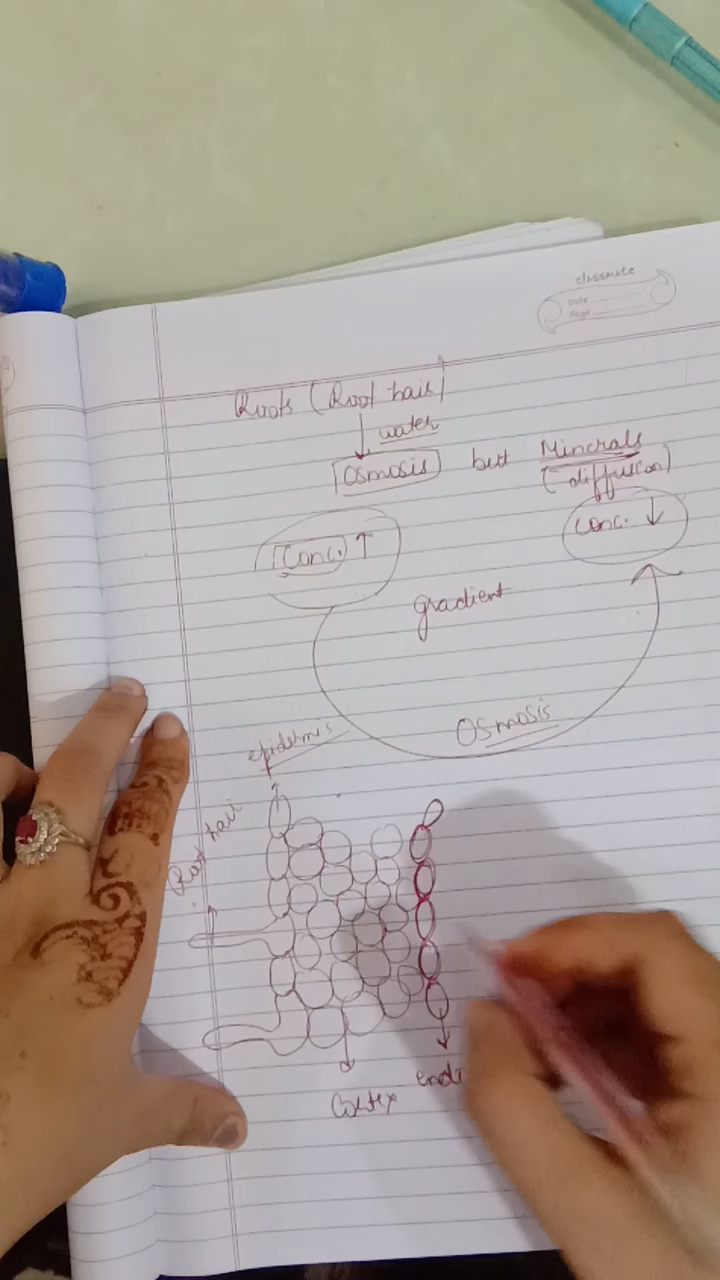 classmate
Date
Page
Roots (Root hair)
water
Osmosis but Minerals
(diffusion)
Conc. ↑
conc. ↓
gradient
Osmosis
epidermis
Root hair
Cortex
endo